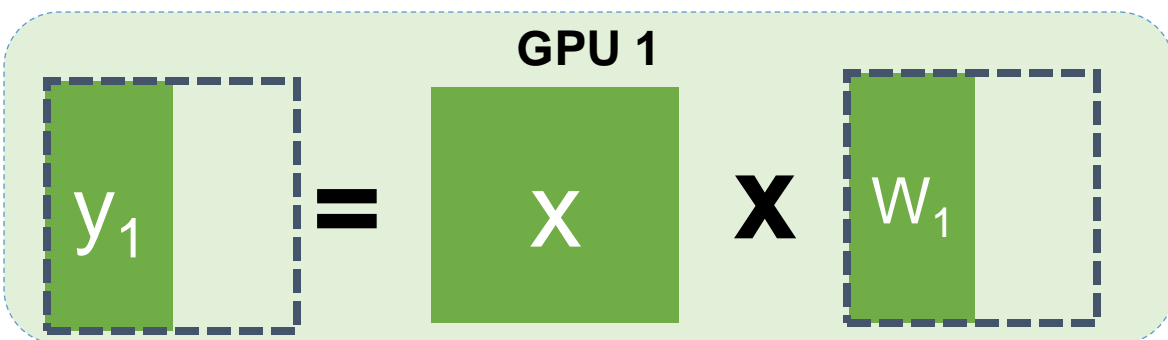 GPU 1
y₁ = x x W₁